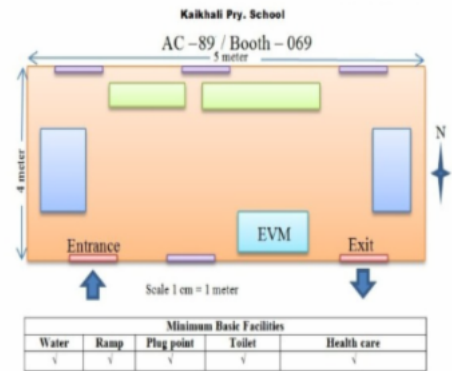 Kaikhali Pry. School
AC –89 / Booth – 069
5 meter
4 meter
N
EVM
Entrance
Exit
Scale 1 cm = 1 meter
Minimum Basic Facilities
Water Ramp Plug point Toilet Health care
√ √ √ √ √